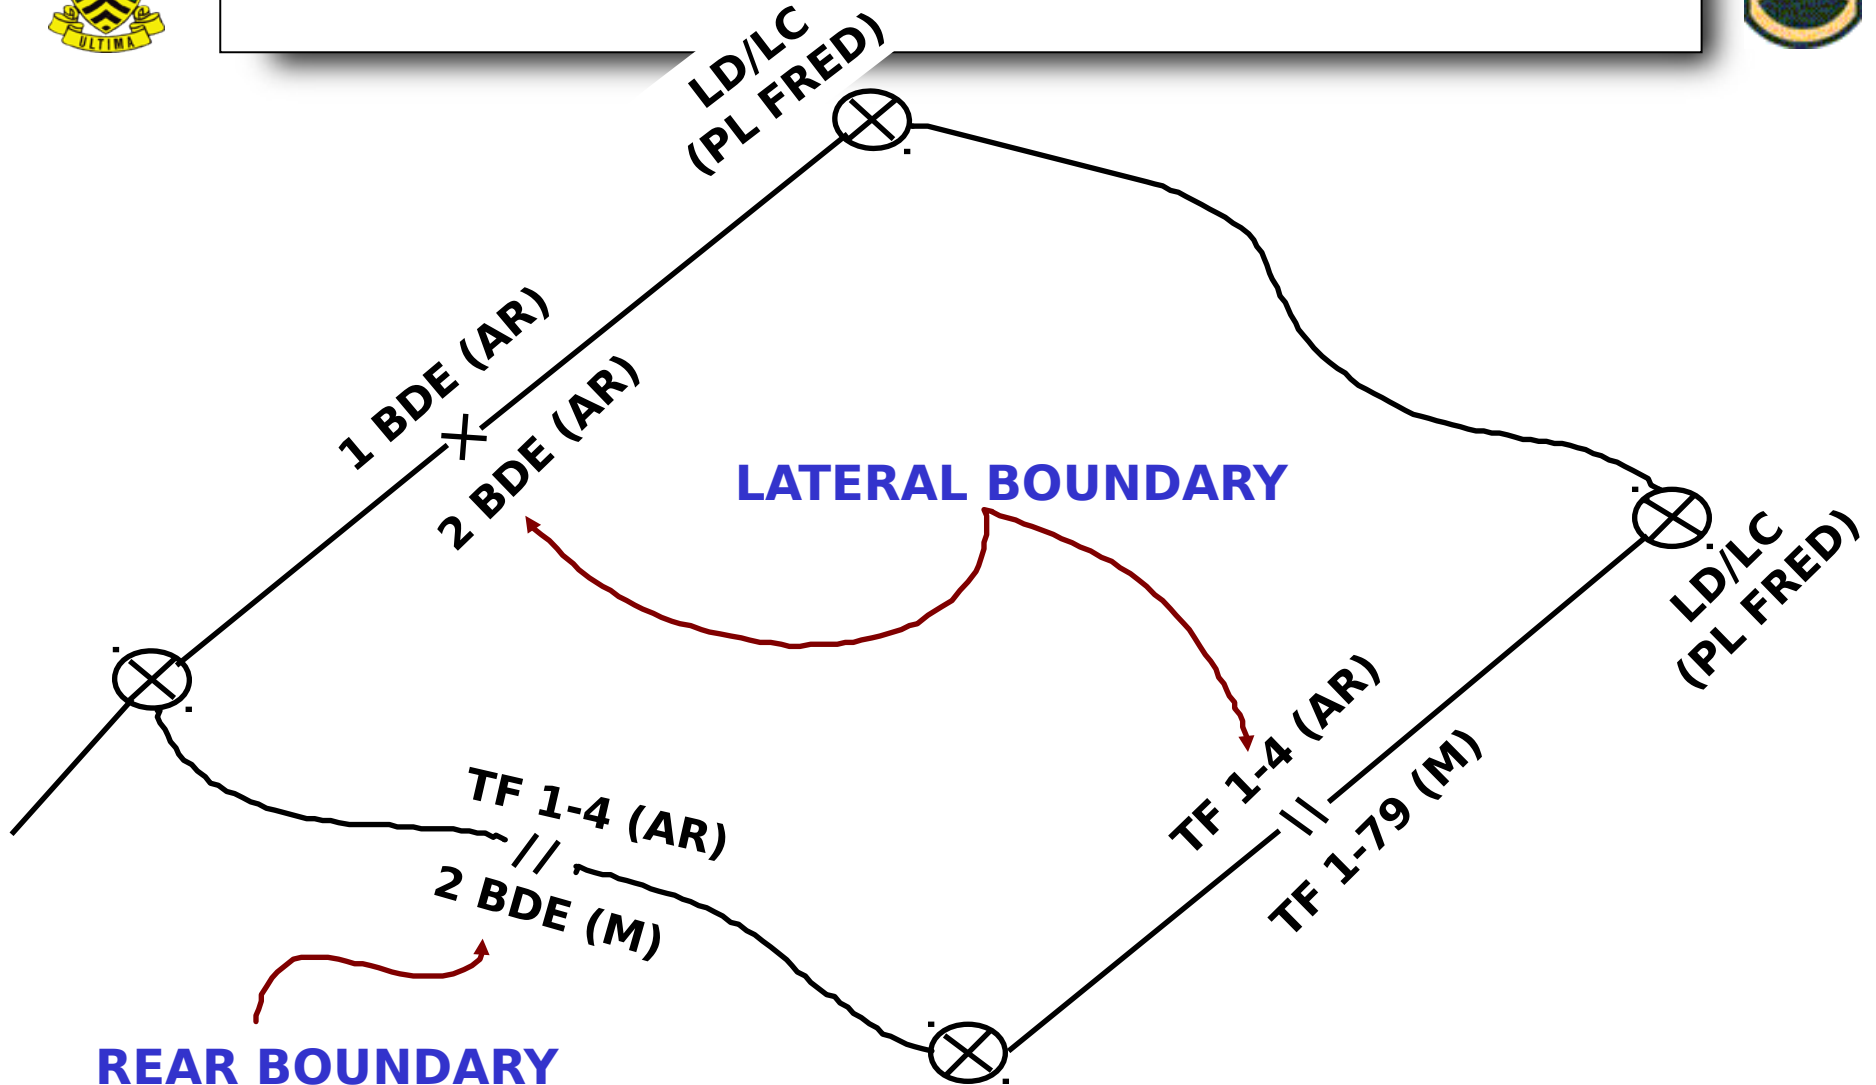 ULTIMA
LD/LC
(PL FRED)
1 BDE (AR)
2 BDE (AR)
LATERAL BOUNDARY
LD/LC
(PL FRED)
TF 1-4 (AR)
TF 1-79 (M)
TF 1-4 (AR)
2 BDE (M)
REAR BOUNDARY